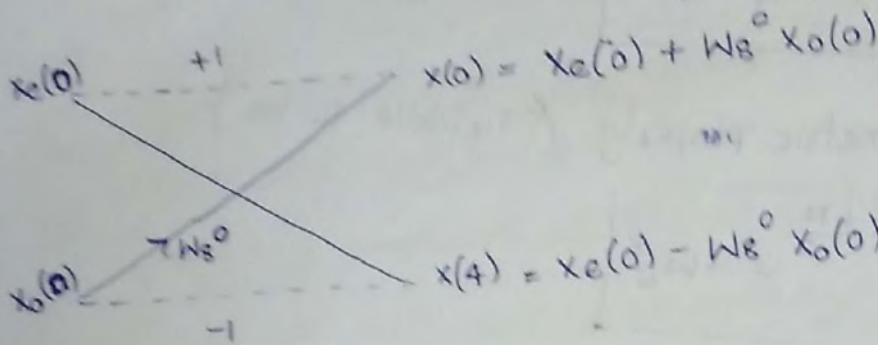 +1
Xe(0) X(0) = Xe(0) + W8^0 Xo(0)
W8^0
Xo(0) X(4) = Xe(0) - W8^0 Xo(0)
-1